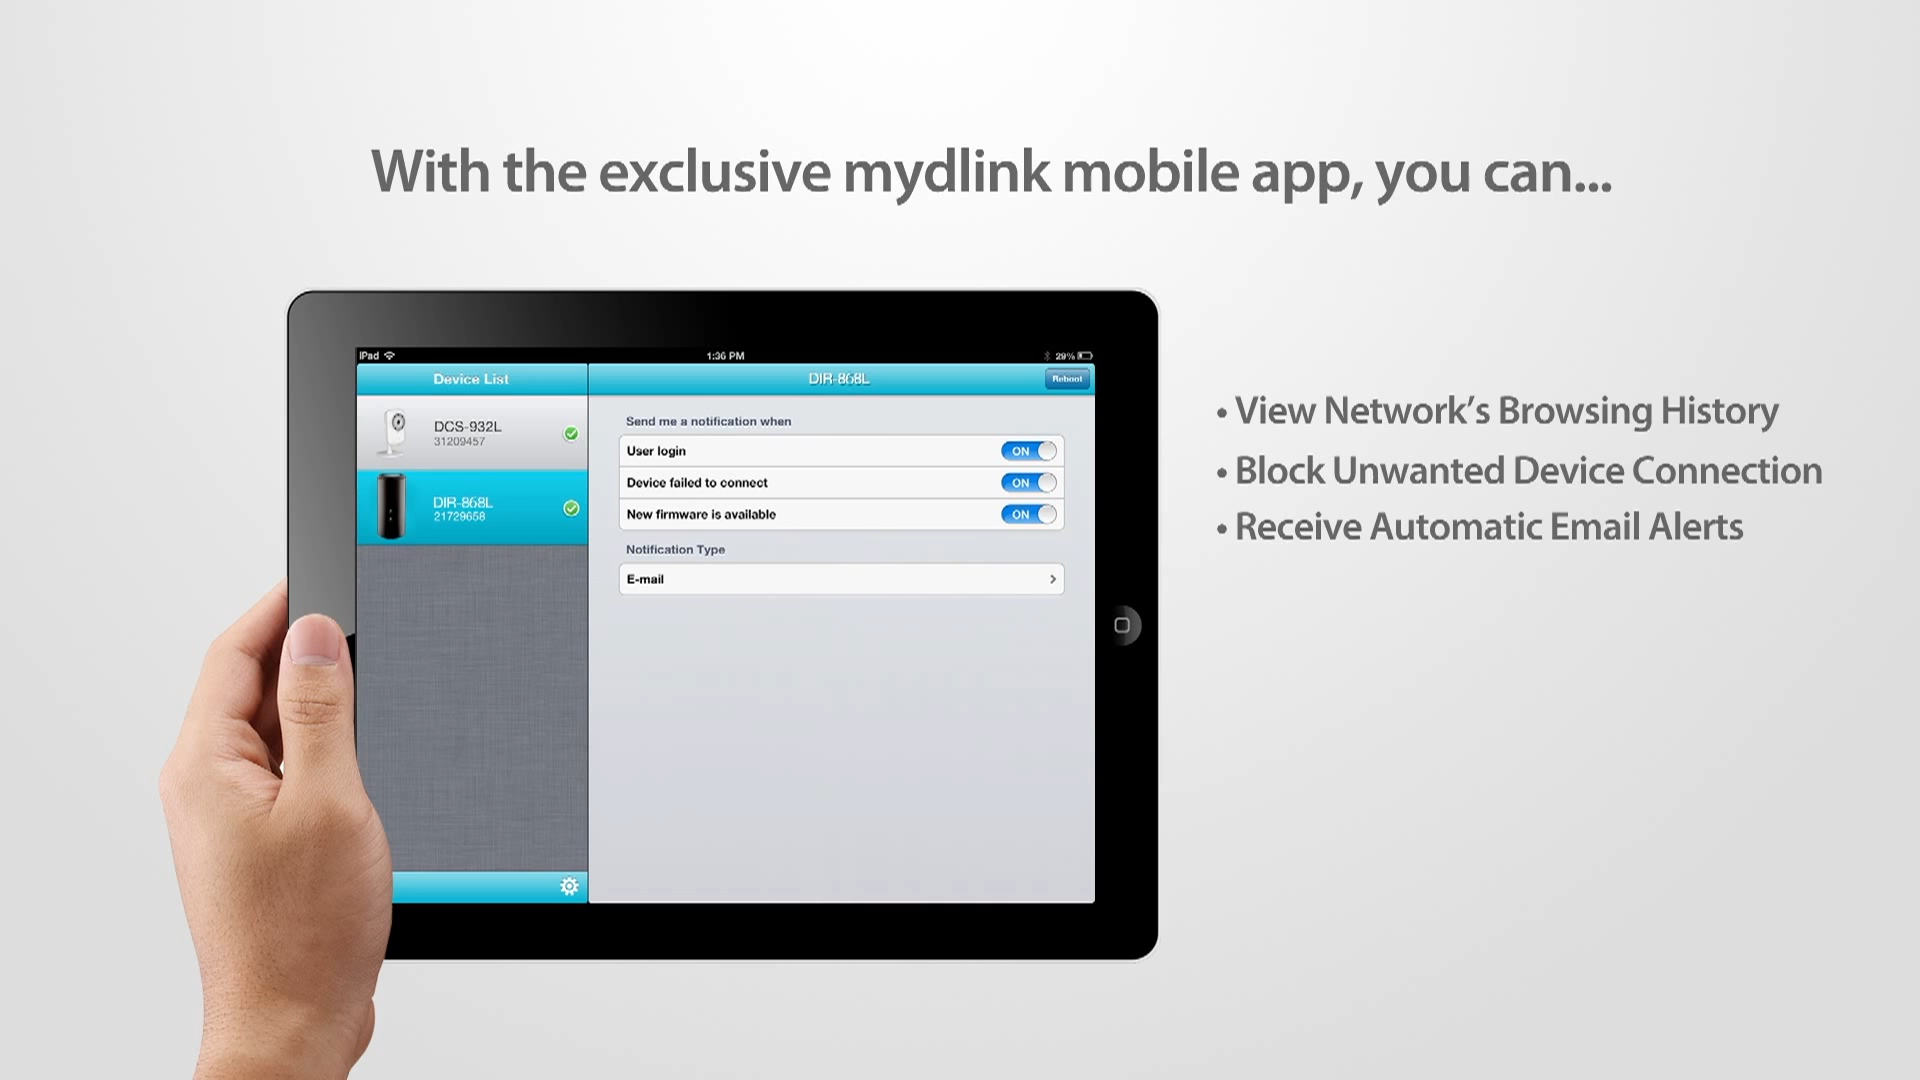 With the exclusive mydlink mobile app, you can...
iPad
1:36 PM
29%
Device List
DIR-868L
Reboot
DCS-932L
31209457
DIR-868L
21729658
Send me a notification when
User login
ON
Device failed to connect
ON
New firmware is available
ON
Notification Type
E-mail
• View Network's Browsing History
• Block Unwanted Device Connection
• Receive Automatic Email Alerts